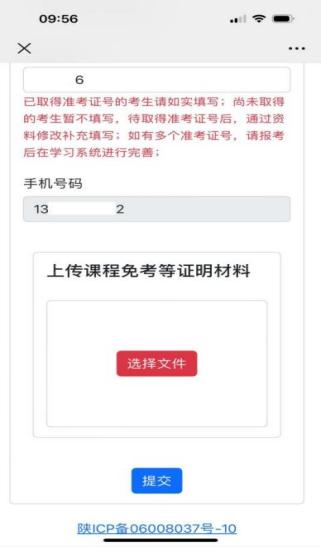 09:56
6
已取得准考证号的考生请如实填写；尚未取得
的考生暂不填写，待取得准考证号后，通过资
料修改补充填写；如有多个准考证号，请报考
后在学习系统进行完善；
手机号码
13 2
上传课程免考等证明材料
选择文件
提交
陕ICP备06008037号-10